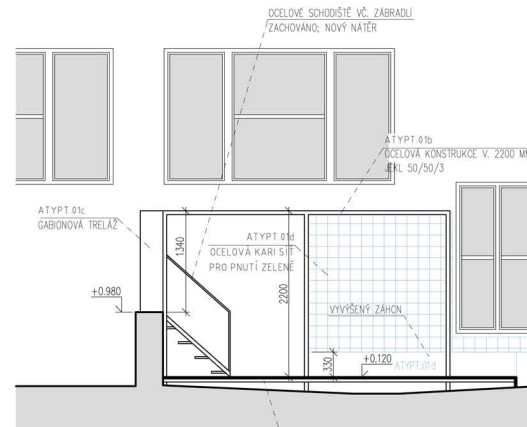 OCELOVÉ SCHODIŠTĚ VČ. ZÁBRADLÍ
ZACHOVÁNO; NOVÝ NÁTĚR
ATYPT.01b
OCELOVÁ KONSTRUKCE V. 2200 MM
JEKL 50/50/3
ATYPT.01c
GABIONOVÁ TRELÁŽ
1340
ATYPT.01d
OCELOVÁ KARI SÍŤ
PRO PNUTÍ ZELENĚ
2200
+0.980
VYVÝŠENÝ ZÁHON
330
+0.120
ATYPT.01d